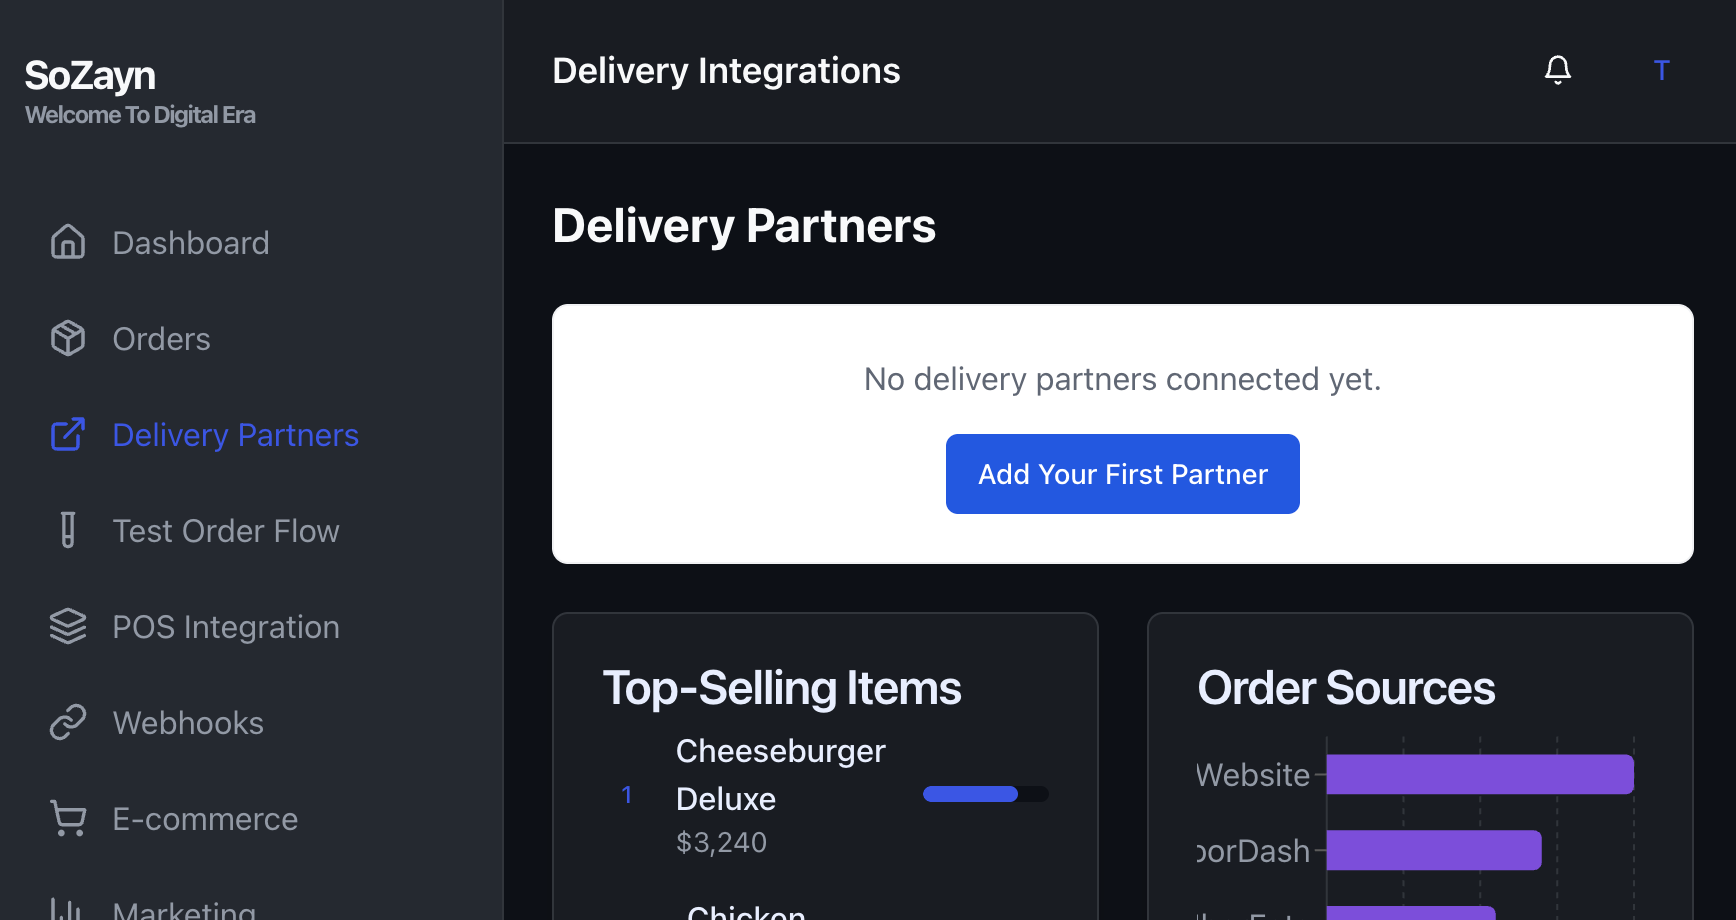 SoZayn
Welcome To Digital Era
Dashboard
Orders
Delivery Partners
Test Order Flow
POS Integration
Webhooks
E-commerce
Marketing
Delivery Integrations
T
Delivery Partners
No delivery partners connected yet.
Add Your First Partner
Top-Selling Items
1
Cheeseburger
Deluxe
$3,240
Chicken
Order Sources
Website
oorDash